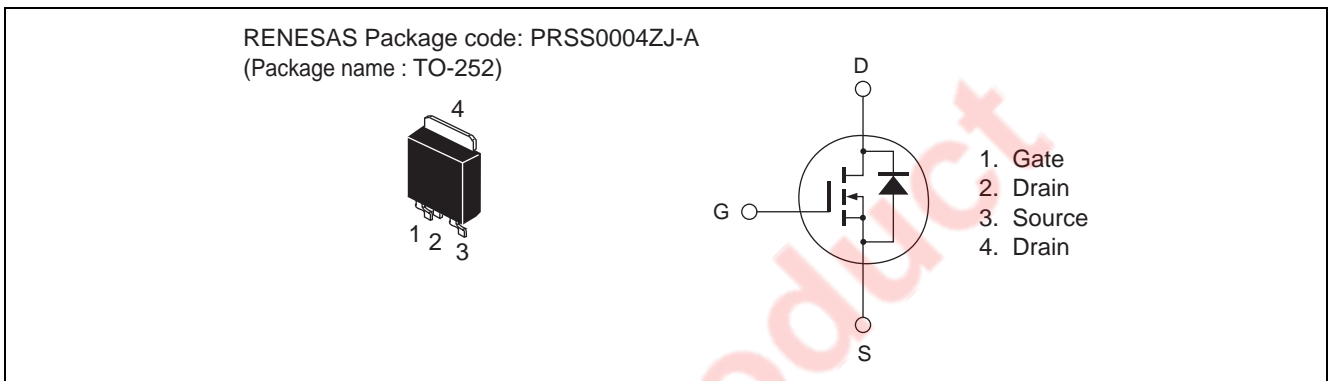 RENESAS Package code: PRSS0004ZJ-A
(Package name : TO-252)
4
1 2 3
D
G
S
1. Gate
2. Drain
3. Source
4. Drain
oduct